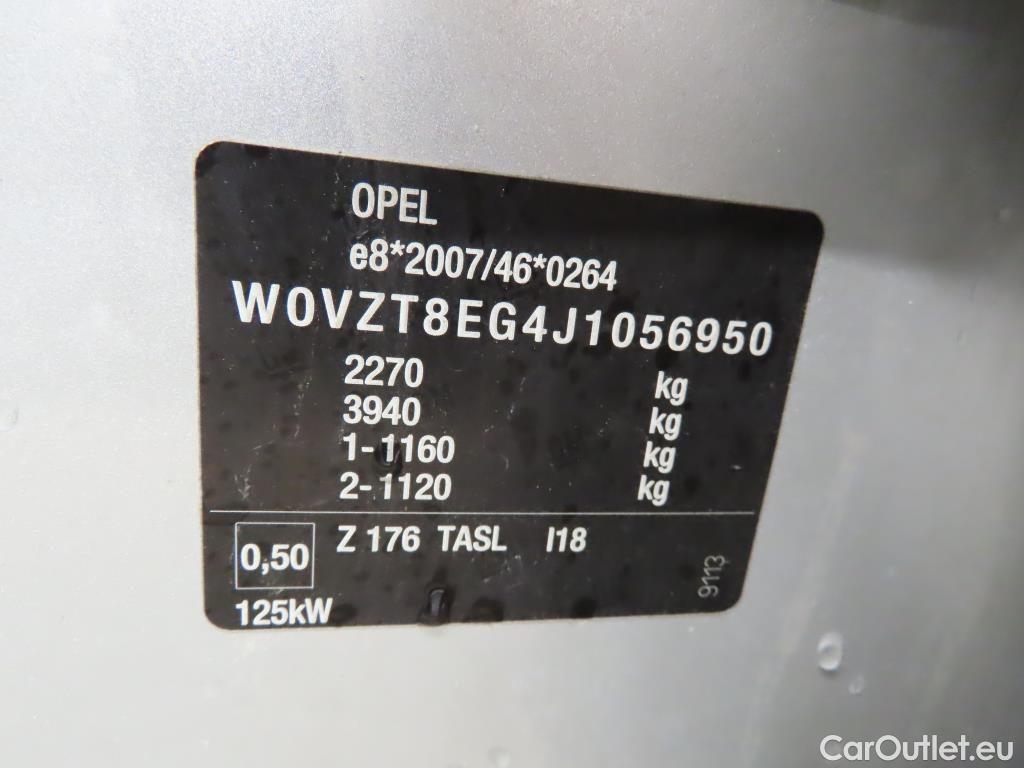 OPEL
e8*2007/46*0264
W0VZT8EG4J1056950
2270 kg
3940 kg
1-1160 kg
2-1120 kg
0,50 Z 176 TASL I18
125kW
9113
CarOutlet.eu